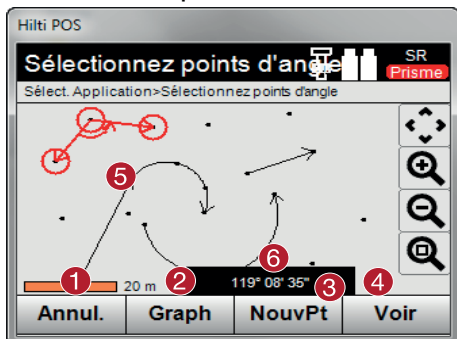 Hilti POS
Sélectionnez points d'angle
SR
Prisme
Sélect. Application>Sélectionnez points d'angle
5
6
1
20 m
2
119° 08' 35"
3
4
Annul.
Graph
NouvPt
Voir